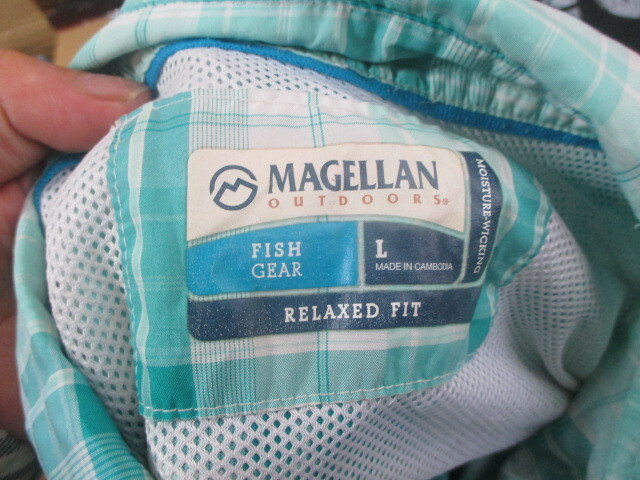 MAGELLAN
OUTDOORS®
FISH
GEAR
L
MADE IN CAMBODIA
MOISTURE-WICKING
RELAXED FIT